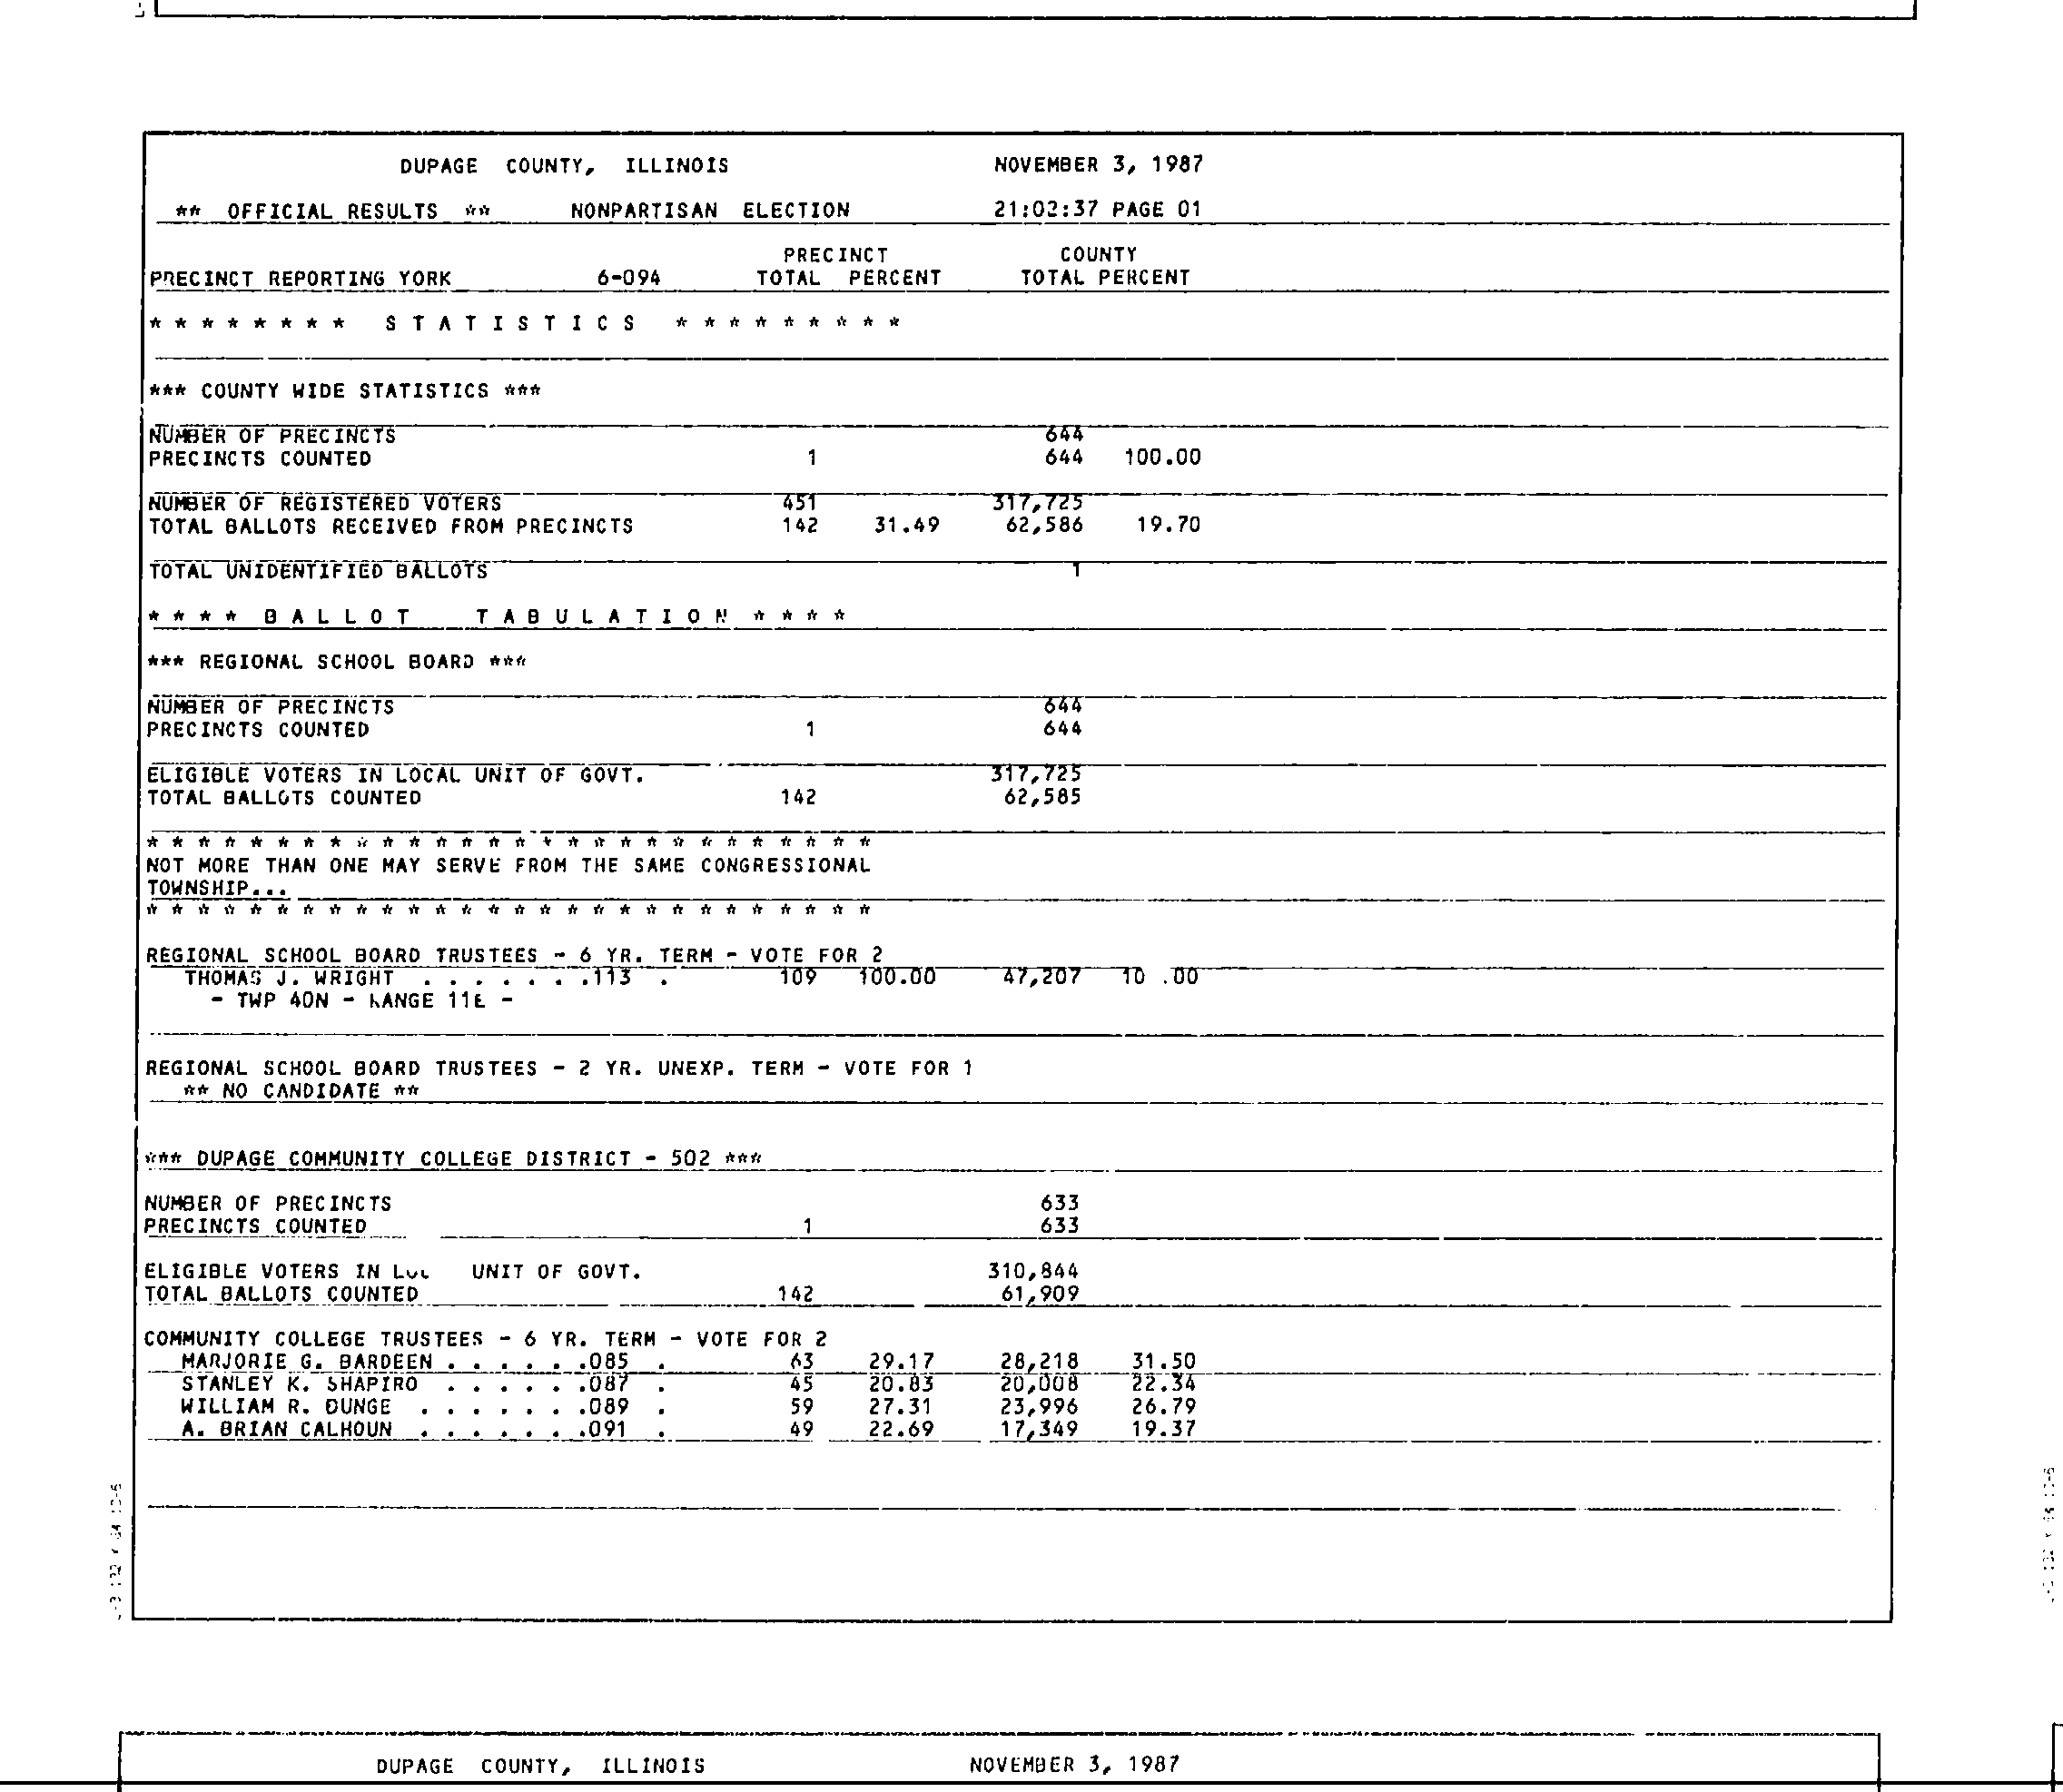 DUPAGE COUNTY, ILLINOIS NOVEMBER 3, 1987
** OFFICIAL RESULTS ** NONPARTISAN ELECTION 21:02:37 PAGE 01
PRECINCT COUNTY
PRECINCT REPORTING YORK 6-094 TOTAL PERCENT TOTAL PERCENT
* * * * * * * * S T A T I S T I C S * * * * * * * * *
*** COUNTY WIDE STATISTICS ***
NUMBER OF PRECINCTS 644
PRECINCTS COUNTED 1 644 100.00
NUMBER OF REGISTERED VOTERS 451 317,725
TOTAL BALLOTS RECEIVED FROM PRECINCTS 142 31.49 62,586 19.70
TOTAL UNIDENTIFIED BALLOTS 1
* * * * B A L L O T T A B U L A T I O N * * * *
*** REGIONAL SCHOOL BOARD ***
NUMBER OF PRECINCTS 644
PRECINCTS COUNTED 1 644
ELIGIBLE VOTERS IN LOCAL UNIT OF GOVT. 317,725
TOTAL BALLOTS COUNTED 142 62,585
* * * * * * * * * * * * * * * * * * * * * * * * * * * *
NOT MORE THAN ONE MAY SERVE FROM THE SAME CONGRESSIONAL
TOWNSHIP...
* * * * * * * * * * * * * * * * * * * * * * * * * * * *
REGIONAL SCHOOL BOARD TRUSTEES - 6 YR. TERM - VOTE FOR 2
THOMAS J. WRIGHT . . . . . . .113 . 109 100.00 47,207 10 .00
- TWP 40N - RANGE 11E -
REGIONAL SCHOOL BOARD TRUSTEES - 2 YR. UNEXP. TERM - VOTE FOR 1
** NO CANDIDATE **
*** DUPAGE COMMUNITY COLLEGE DISTRICT - 502 ***
NUMBER OF PRECINCTS 633
PRECINCTS COUNTED 1 633
ELIGIBLE VOTERS IN UNIT OF GOVT. 310,844
TOTAL BALLOTS COUNTED 142 61,909
COMMUNITY COLLEGE TRUSTEES - 6 YR. TERM - VOTE FOR 2
MARJORIE G. BARDEEN . . . . . .085 . 63 29.17 28,218 31.50
STANLEY K. SHAPIRO . . . . . .087 . 45 20.83 20,008 22.34
WILLIAM R. BUNGE . . . . . . .089 . 59 27.31 23,996 26.79
A. BRIAN CALHOUN . . . . . . .091 . 49 22.69 17,349 19.37
DUPAGE COUNTY, ILLINOIS NOVEMBER 3, 1987